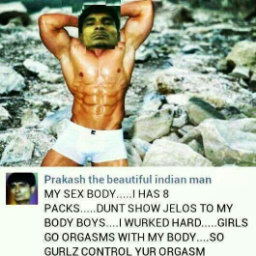 Prakash the beautiful indian man
MY SEX BODY.....I HAS 8
PACKS.....DUNT SHOW JELOS TO MY
BODY BOYS....I WURKED HARD.....GIRLS
GO ORGASMS WITH MY BODY....SO
GURLZ CONTROL YUR ORGASM